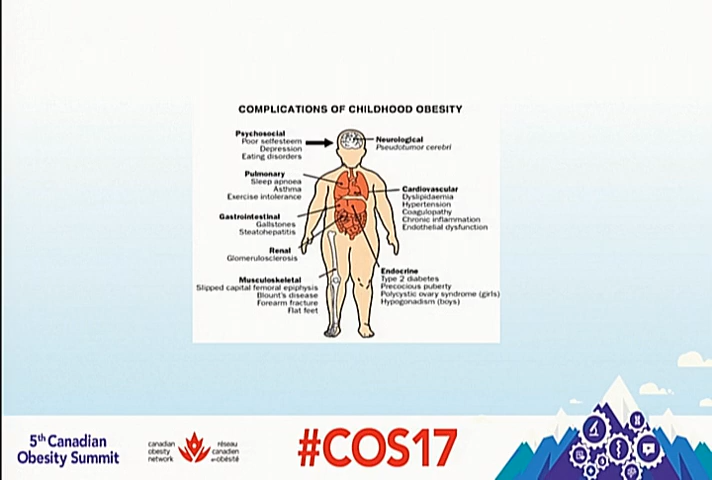 COMPLICATIONS OF CHILDHOOD OBESITY
Psychosocial
Poor selfesteem
Depression
Eating disorders
Neurological
Pseudotumor cerebri
Pulmonary
Sleep apnoea
Asthma
Exercise intolerance
Cardiovascular
Dyslipidaemia
Hypertension
Coagulopathy
Chronic inflammation
Endothelial dysfunction
Gastrointestinal
Gallstones
Steatohepatitis
Renal
Glomerulosclerosis
Musculoskeletal
Slipped capital femoral epiphysis
Blount's disease
Forearm fracture
Flat feet
Endocrine
Type 2 diabetes
Precocious puberty
Polycystic ovary syndrome (girls)
Hypogonadism (boys)
5th Canadian
Obesity Summit
canadian
obesity
network
réseau
canadien
en obésité
#COS17